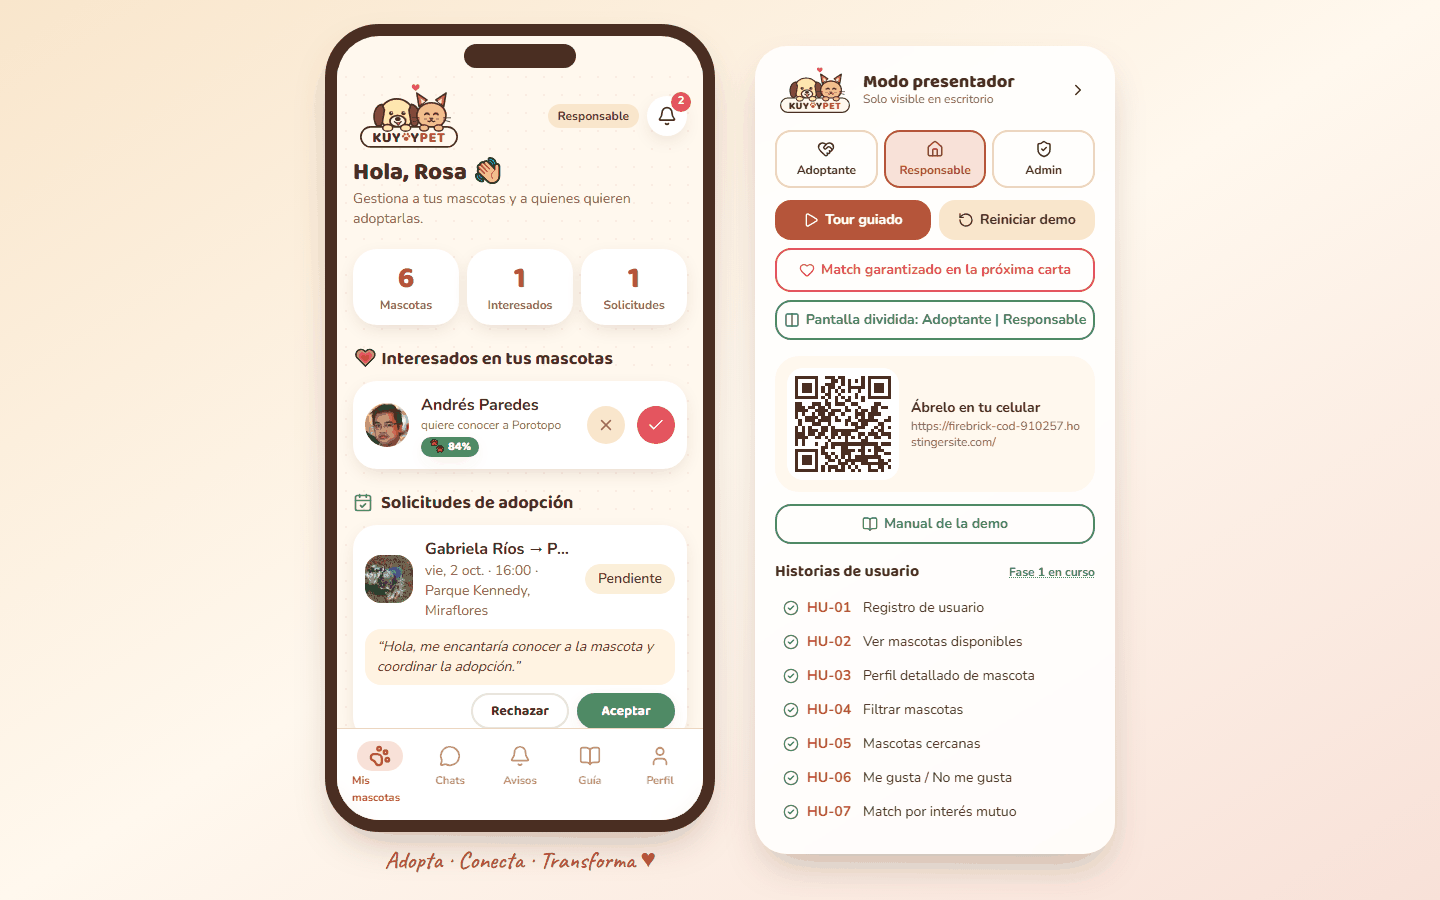 KUYAYPET
Responsable
2
Hola, Rosa
Gestiona a tus mascotas y a quienes quieren
adoptarlas.
6
Mascotas
1
Interesados
1
Solicitudes
Interesados en tus mascotas
Andrés Paredes
quiere conocer a Porotopo
84%
Solicitudes de adopción
Gabriela Ríos → P...
vie, 2 oct. · 16:00 ·
Parque Kennedy,
Miraflores
Pendiente
“Hola, me encantaría conocer a la mascota y
coordinar la adopción.”
Rechazar
Aceptar
Mis
mascotas
Chats
Avisos
Guía
Perfil
Adopta · Conecta · Transforma ♥
KUYAYPET
Modo presentador
Solo visible en escritorio
Adoptante
Responsable
Admin
Tour guiado
Reiniciar demo
Match garantizado en la próxima carta
Pantalla dividida: Adoptante | Responsable
Ábrelo en tu celular
https://firebrick-cod-910257.ho
stingersite.com/
Manual de la demo
Historias de usuario
Fase 1 en curso
HU-01 Registro de usuario
HU-02 Ver mascotas disponibles
HU-03 Perfil detallado de mascota
HU-04 Filtrar mascotas
HU-05 Mascotas cercanas
HU-06 Me gusta / No me gusta
HU-07 Match por interés mutuo